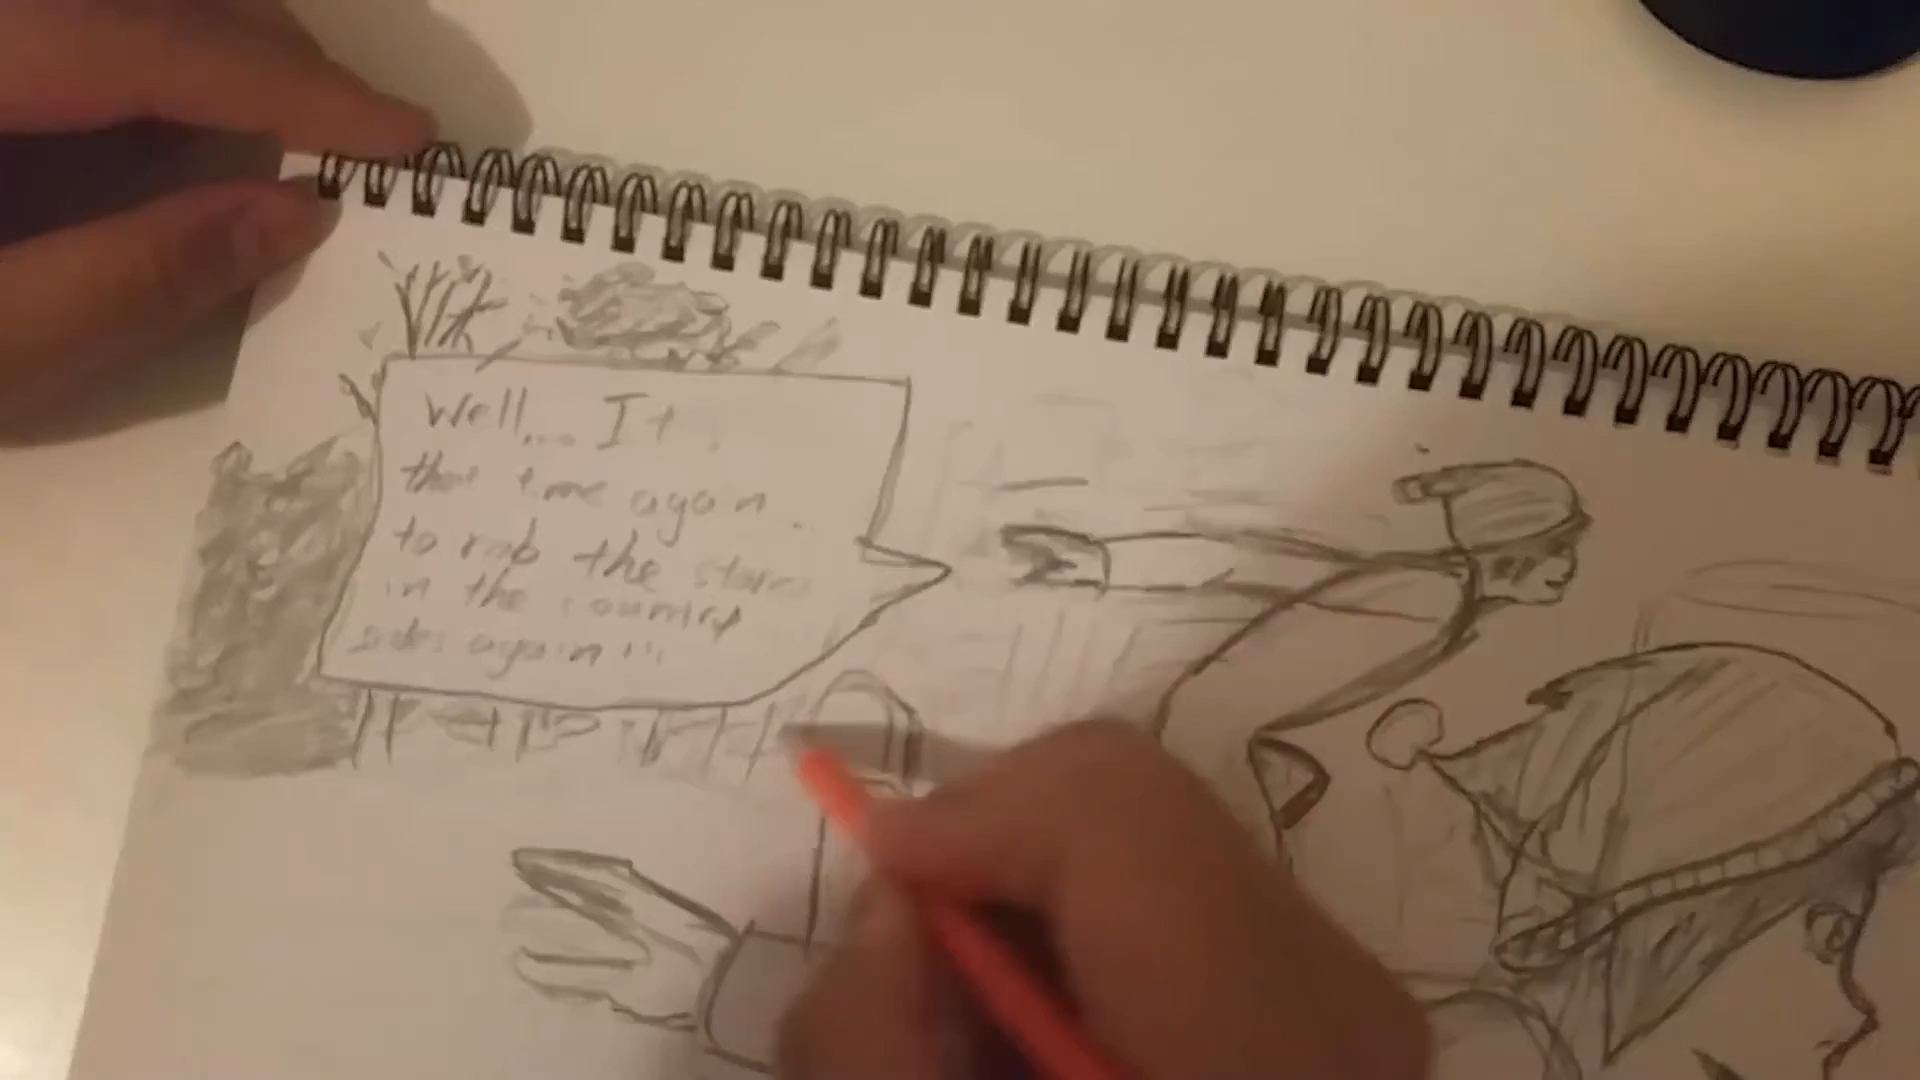 Well... It
that time again
to rob the stores
in the country
sides again!!!